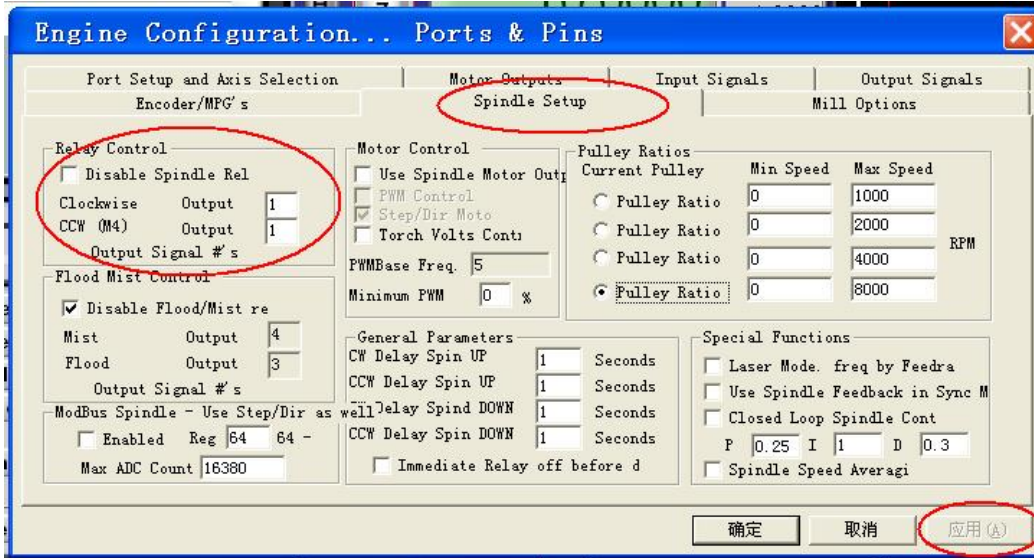 Engine Configuration... Ports & Pins
Port Setup and Axis Selection
Motor Outputs
Input Signals
Output Signals
Encoder/MPG's
Spindle Setup
Mill Options
Relay Control
Disable Spindle Rel
Clockwise Output 1
CCW (M4) Output 1
Output Signal #'s
Flood Mist Control
Disable Flood/Mist re
Mist Output 4
Flood Output 3
Output Signal #'s
ModBus Spindle - Use Step/Dir as well
Enabled Reg 64 64 -
Max ADC Count 16380
Motor Control
Use Spindle Motor Outp
PWM Control
Step/Dir Moto
Torch Volts Cont
PWMBase Freq. 5
Minimum PWM 0 %
General Parameters
CW Delay Spin UP 1 Seconds
CCW Delay Spin UP 1 Seconds
Delay Spind DOWN 1 Seconds
CCW Delay Spin DOWN 1 Seconds
Immediate Relay off before d
Pulley Ratios
Current Pulley Min Speed Max Speed
Pulley Ratio 0 1000
Pulley Ratio 0 2000
Pulley Ratio 0 4000
Pulley Ratio 0 8000
RPM
Special Functions
Laser Mode. freq by Feedra
Use Spindle Feedback in Sync M
Closed Loop Spindle Cont
P 0.25 I 1 D 0.3
Spindle Speed Averagi
确定
取消
应用(A)